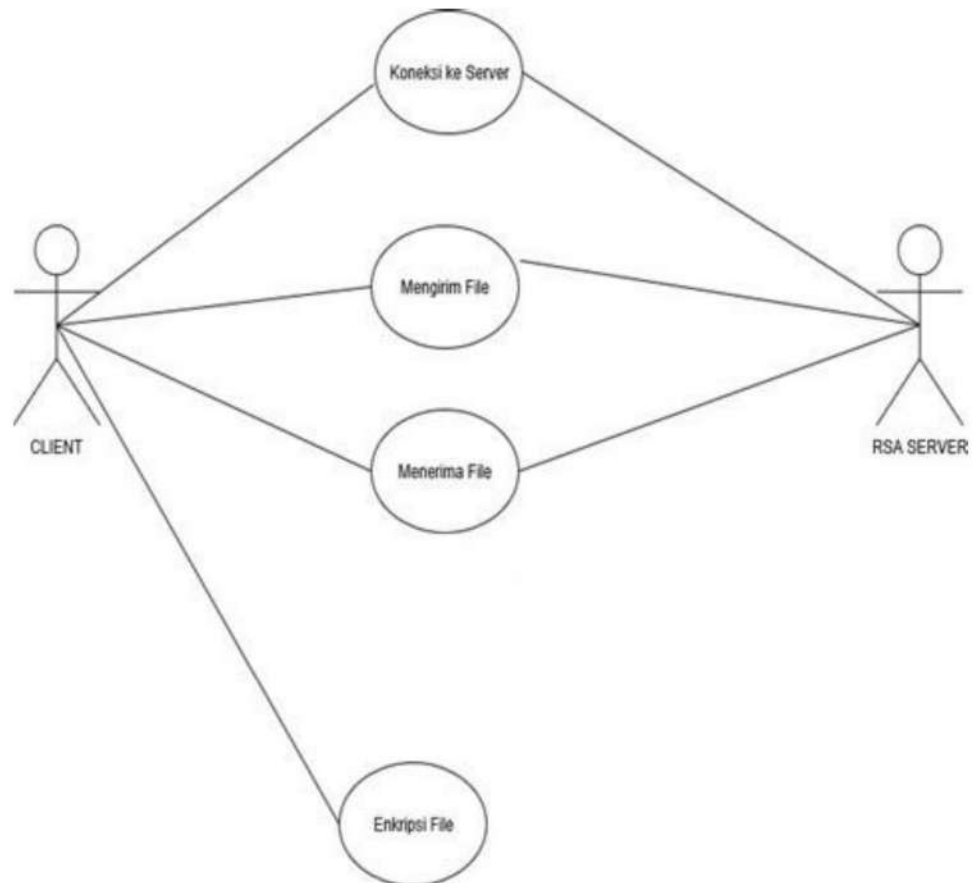 Koneksi ke Server
Mengirim File
CLIENT
RSA SERVER
Menerima File
Enkripsi File